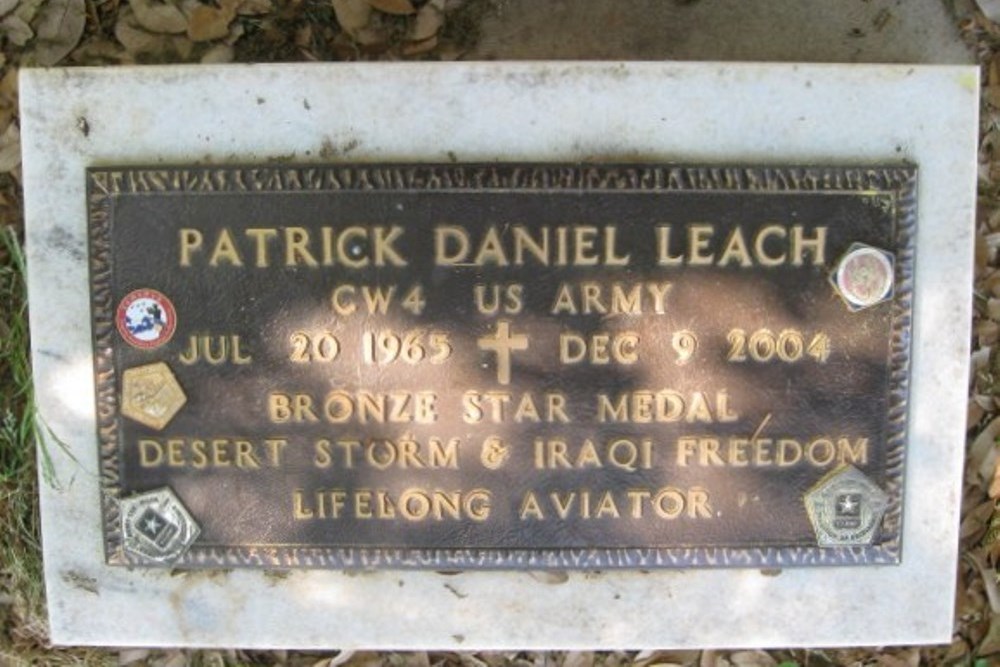 PATRICK DANIEL LEACH
CW4 US ARMY
JUL 20 1965 DEC 9 2004
BRONZE STAR MEDAL
DESERT STORM & IRAQI FREEDOM
LIFELONG AVIATOR